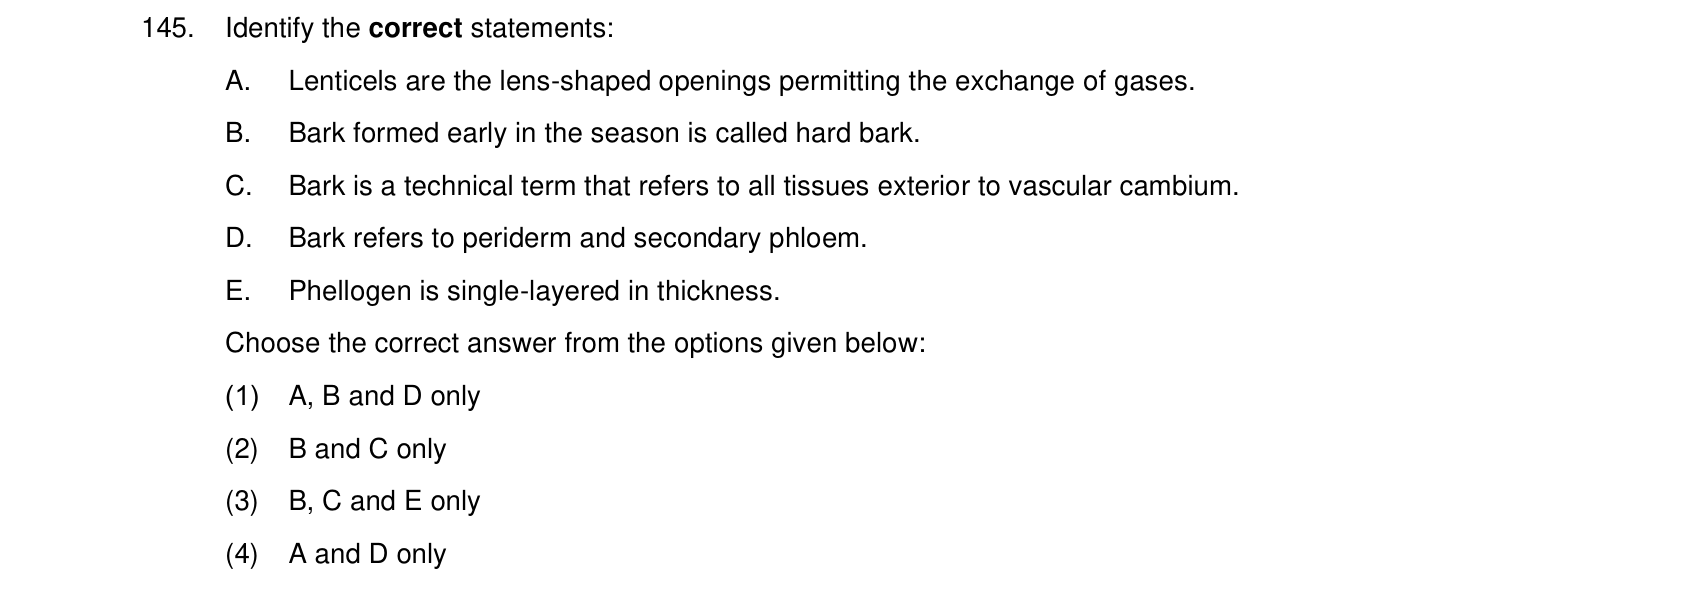 145. Identify the correct statements:
A. Lenticels are the lens-shaped openings permitting the exchange of gases.
B. Bark formed early in the season is called hard bark.
C. Bark is a technical term that refers to all tissues exterior to vascular cambium.
D. Bark refers to periderm and secondary phloem.
E. Phellogen is single-layered in thickness.
Choose the correct answer from the options given below:
(1) A, B and D only
(2) B and C only
(3) B, C and E only
(4) A and D only